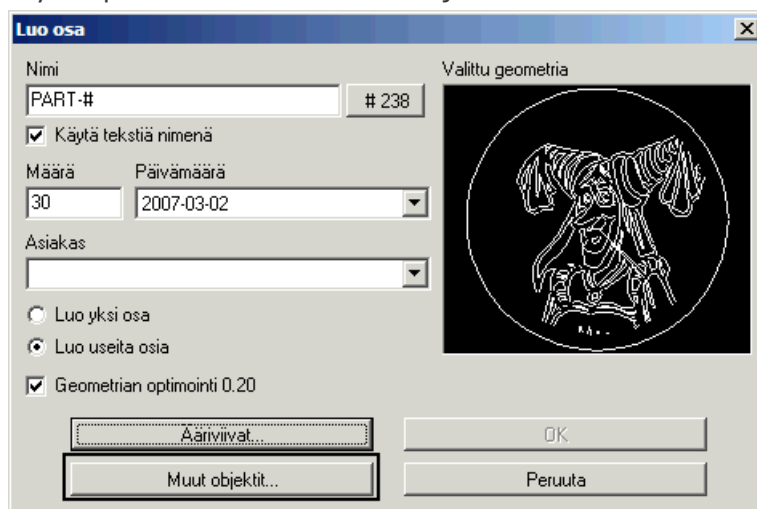 Luo osa
Nimi
Valittu geometria
PART-#
# 238
Käytä tekstiä nimenä
Määrä Päivämäärä
30 2007-03-02
Asiakas
Luo yksi osa
Luo useita osia
Geometrian optimointi 0.20
Ääriviivat...
OK
Muut objektit...
Peruuta